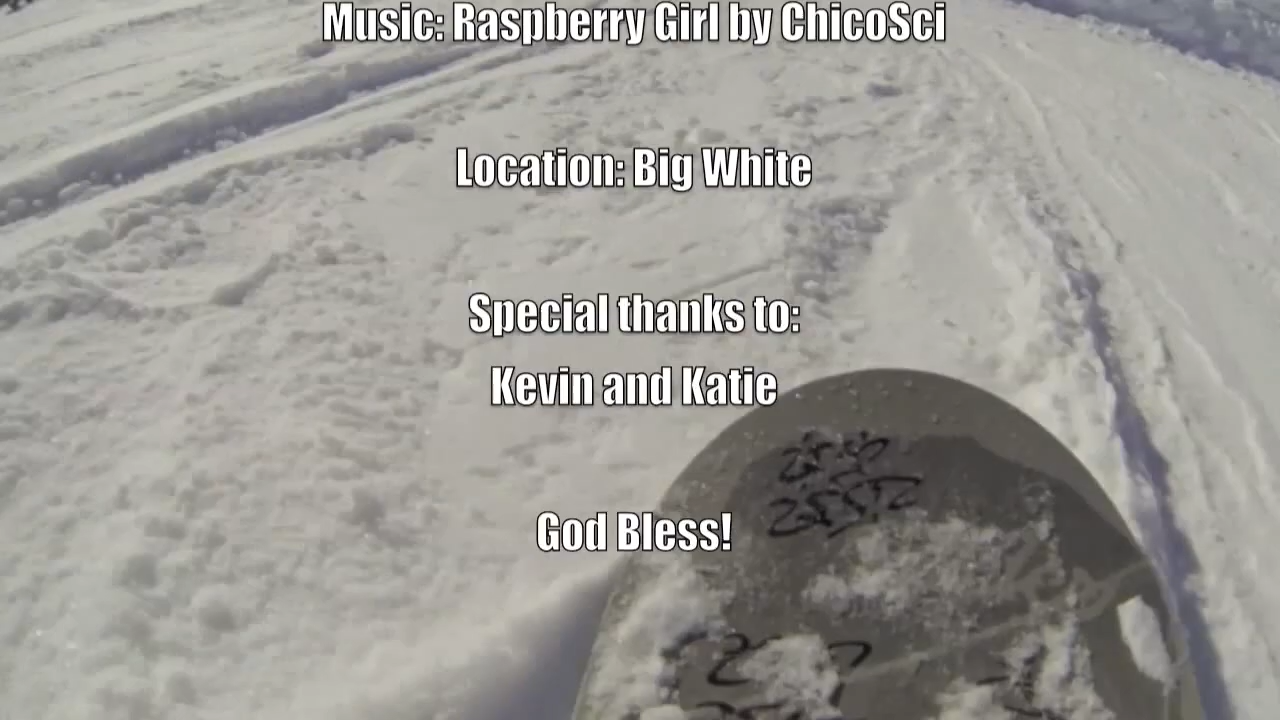 Music: Raspberry Girl by ChicoSci
Location: Big White
Special thanks to:
Kevin and Katie
God Bless!